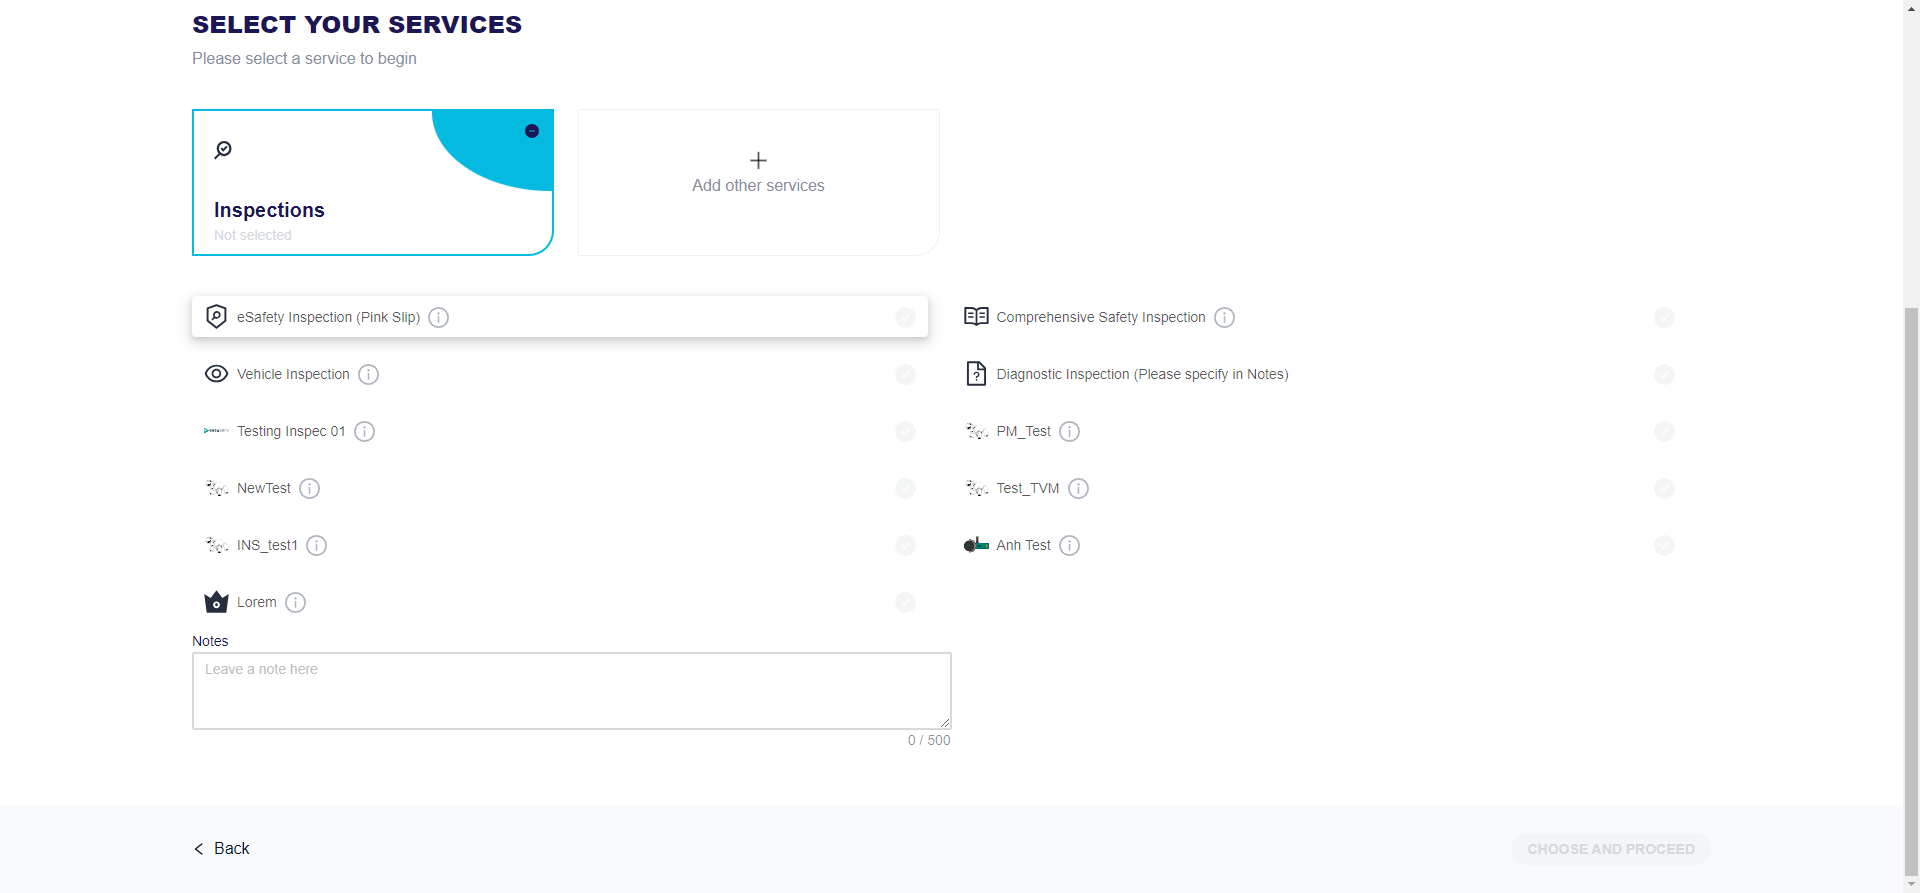 SELECT YOUR SERVICES
Please select a service to begin
Inspections
Not selected
Add other services
eSafety Inspection (Pink Slip)
Comprehensive Safety Inspection
Vehicle Inspection
Diagnostic Inspection (Please specify in Notes)
Testing Inspec 01
PM_Test
NewTest
Test_TVM
INS_test1
Anh Test
Lorem
Notes
Leave a note here
0 / 500
Back
CHOOSE AND PROCEED